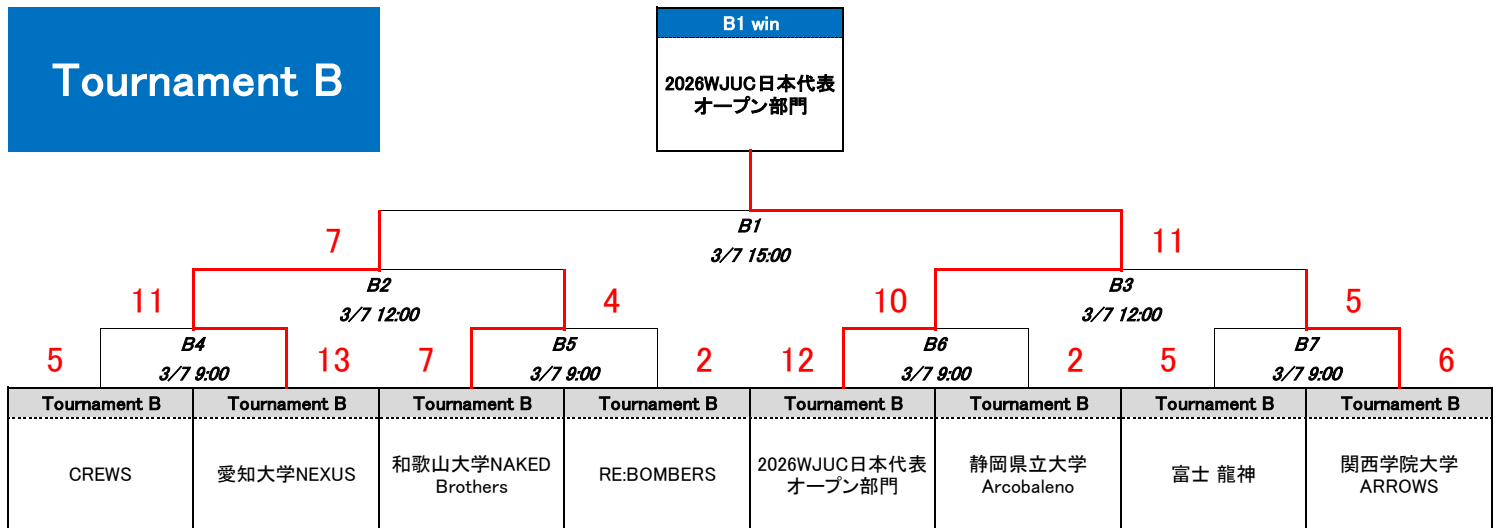 Tournament B
B1 win
2026WJUC日本代表
オープン部門
B1
3/7 15:00
7
11
B2
3/7 12:00
B3
3/7 12:00
11
4
10
5
B4
3/7 9:00
B5
3/7 9:00
B6
3/7 9:00
B7
3/7 9:00
5
13
7
2
12
2
5
6
Tournament B
Tournament B
Tournament B
Tournament B
Tournament B
Tournament B
Tournament B
Tournament B
CREWS
愛知大学NEXUS
和歌山大学NAKED
Brothers
RE:BOMBERS
2026WJUC日本代表
オープン部門
静岡県立大学
Arcobaleno
富士 龍神
関西学院大学
ARROWS